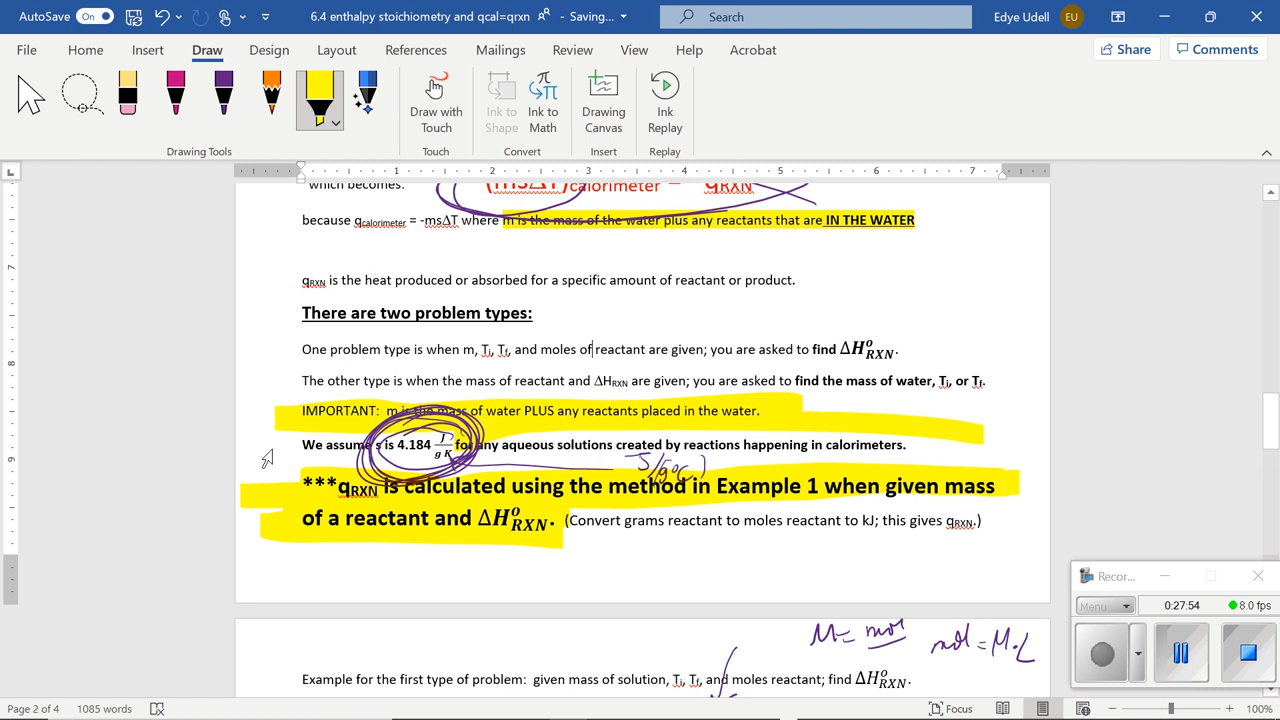 AutoSave On 6.4 enthalpy stoichiometry and qcal=qrxn Saving... Search Edye Udell EU
File Home Insert Draw Design Layout References Mailings Review View Help Acrobat Share Comments
Draw with Touch
Ink to Shape
Ink to Math
Drawing Canvas
Ink Replay
Drawing Tools Touch Convert Insert Replay
1 2 3 4 5 6 7
which becomes: (msΔT)calorimeter = qRXN
because qcalorimeter = -msΔT where m is the mass of the water plus any reactants that are IN THE WATER
7
qRXN is the heat produced or absorbed for a specific amount of reactant or product.
There are two problem types:
One problem type is when m, Ti, Tf, and moles of reactant are given; you are asked to find ΔH°RXN.
8
The other type is when the mass of reactant and ΔHRXN are given; you are asked to find the mass of water, Ti, or Tf.
IMPORTANT: m is the mass of water PLUS any reactants placed in the water.
We assume s is 4.184 J/g K for any aqueous solutions created by reactions happening in calorimeters.
9
***qRXN is calculated using the method in Example 1 when given mass
of a reactant and ΔH°RXN. (Convert grams reactant to moles reactant to kJ; this gives qRXN.)
Recor...
Menu 0:27:54 8.0 fps
M = mol mol = M·L
Example for the first type of problem: given mass of solution, Ti, Tf, and moles reactant; find ΔH°RXN.
Page 2 of 4 1085 words Focus 100%